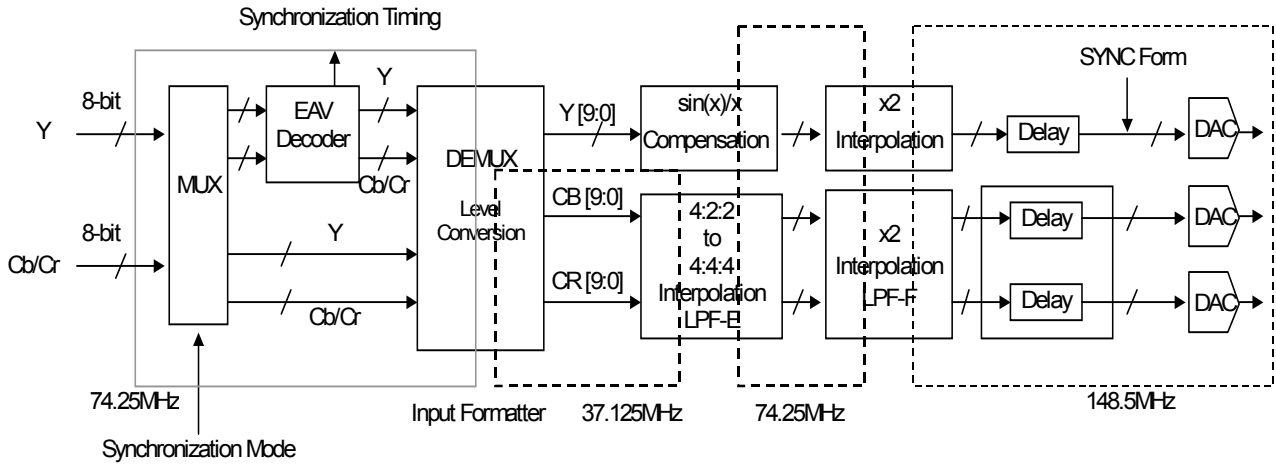 Synchronization Timing
8-bit
Y
8-bit
Cb/Cr
MUX
EAV
Decoder
Y
Cb/Cr
Y
Cb/Cr
DEMUX
Level
Conversion
Y [9:0]
CB [9:0]
CR [9:0]
sin(x)/x
Compensation
4:2:2
to
4:4:4
Interpolation
LPF-E
x2
Interpolation
x2
Interpolation
LPF-F
SYNC Form
Delay
Delay
Delay
DAC
DAC
DAC
74.25MHz
Input Formatter
37.125MHz
74.25MHz
148.5MHz
Synchronization Mode